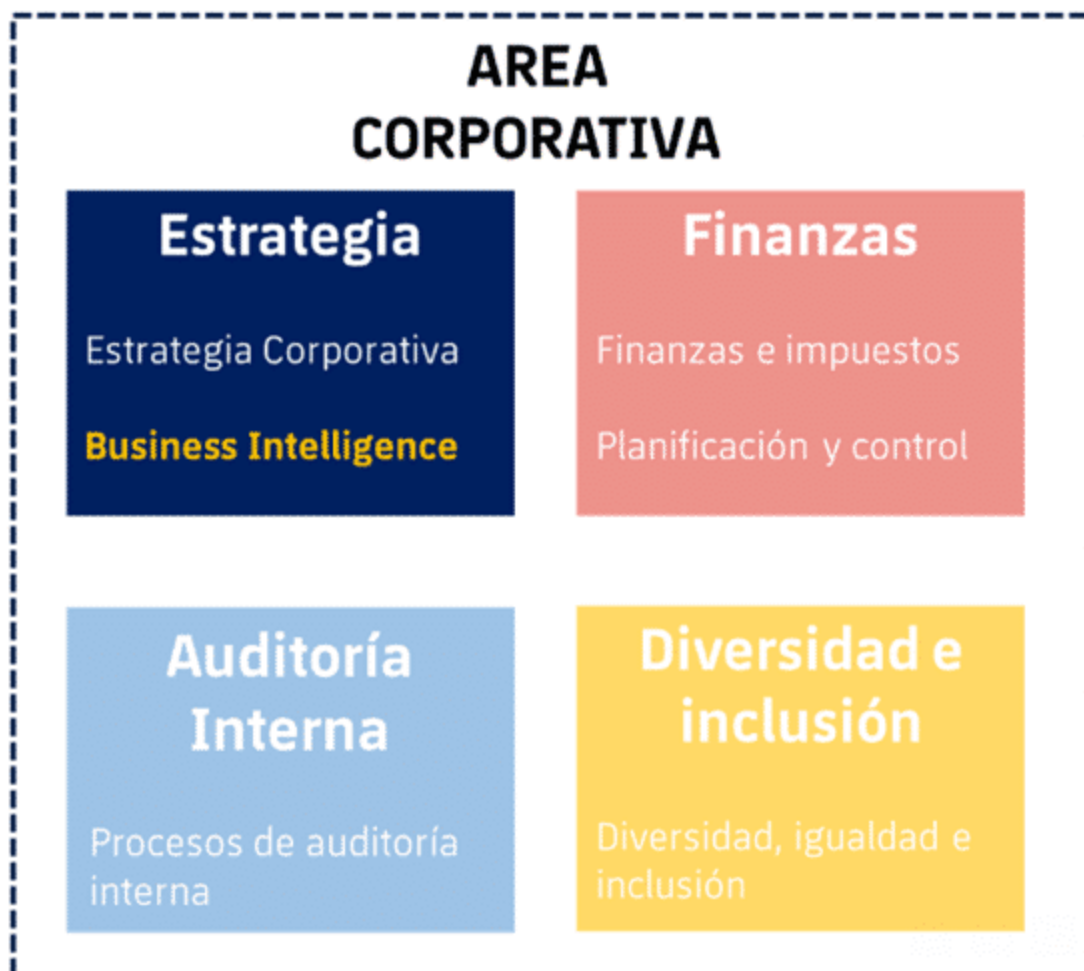 AREA
CORPORATIVA
Estrategia
Estrategia Corporativa
Business Intelligence
Finanzas
Finanzas e impuestos
Planificación y control
Auditoría
Interna
Procesos de auditoría
interna
Diversidad e
inclusión
Diversidad, igualdad e
inclusión